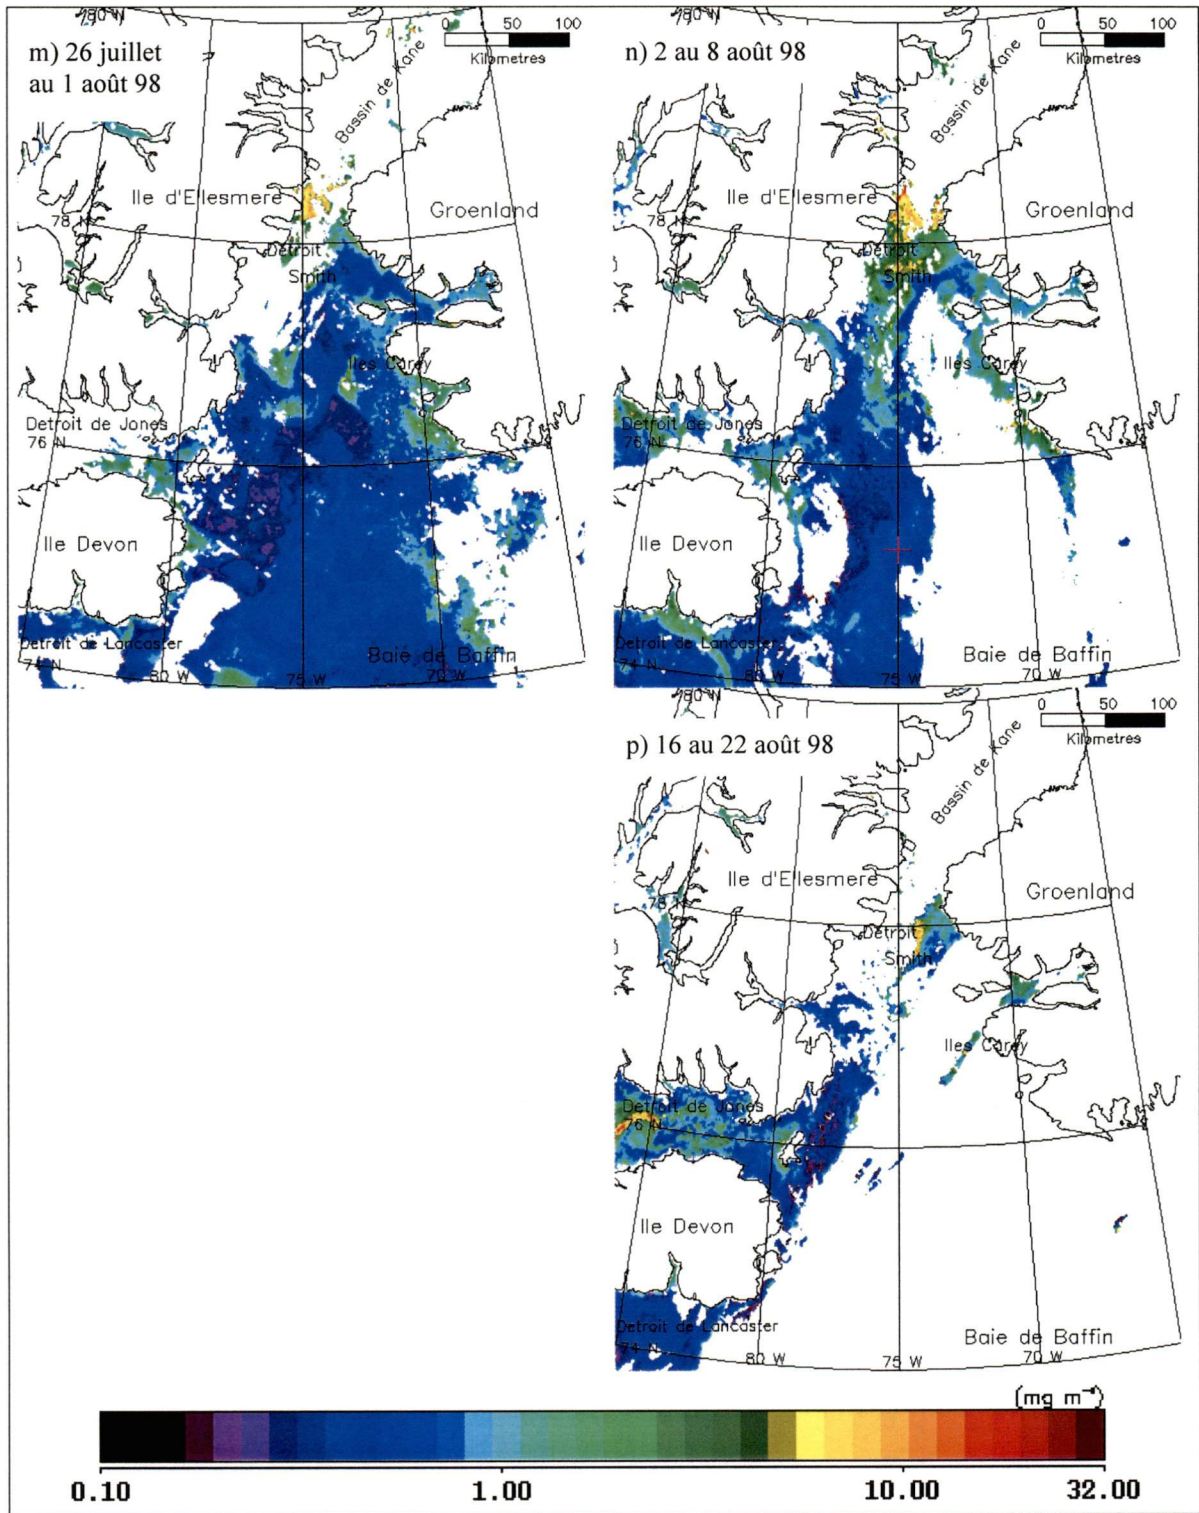 80 N
0 50 100
Kilometres
m) 26 juillet
au 1 août 98
Bassin de Kane
Ile d'Ellesmere
Groenland
78 N
Detroit
Smith
Iles Carey
Detroit de Jones
76 N
Ile Devon
Detroit de Lancaster
74 N
Baie de Baffin
80 W
75 W
70 W
80 N
0 50 100
Kilometres
n) 2 au 8 août 98
Bassin de Kane
Ile d'Ellesmere
Groenland
78 N
Detroit
Smith
Iles Carey
Detroit de Jones
76 N
Ile Devon
Detroit de Lancaster
74 N
Baie de Baffin
80 W
75 W
70 W
80 N
0 50 100
Kilometres
p) 16 au 22 août 98
Bassin de Kane
Ile d'Ellesmere
Groenland
78 N
Detroit
Smith
Iles Carey
Detroit de Jones
76 N
Ile Devon
Detroit de Lancaster
74 N
Baie de Baffin
80 W
75 W
70 W
(mg m⁻³)
0.10 1.00 10.00 32.00